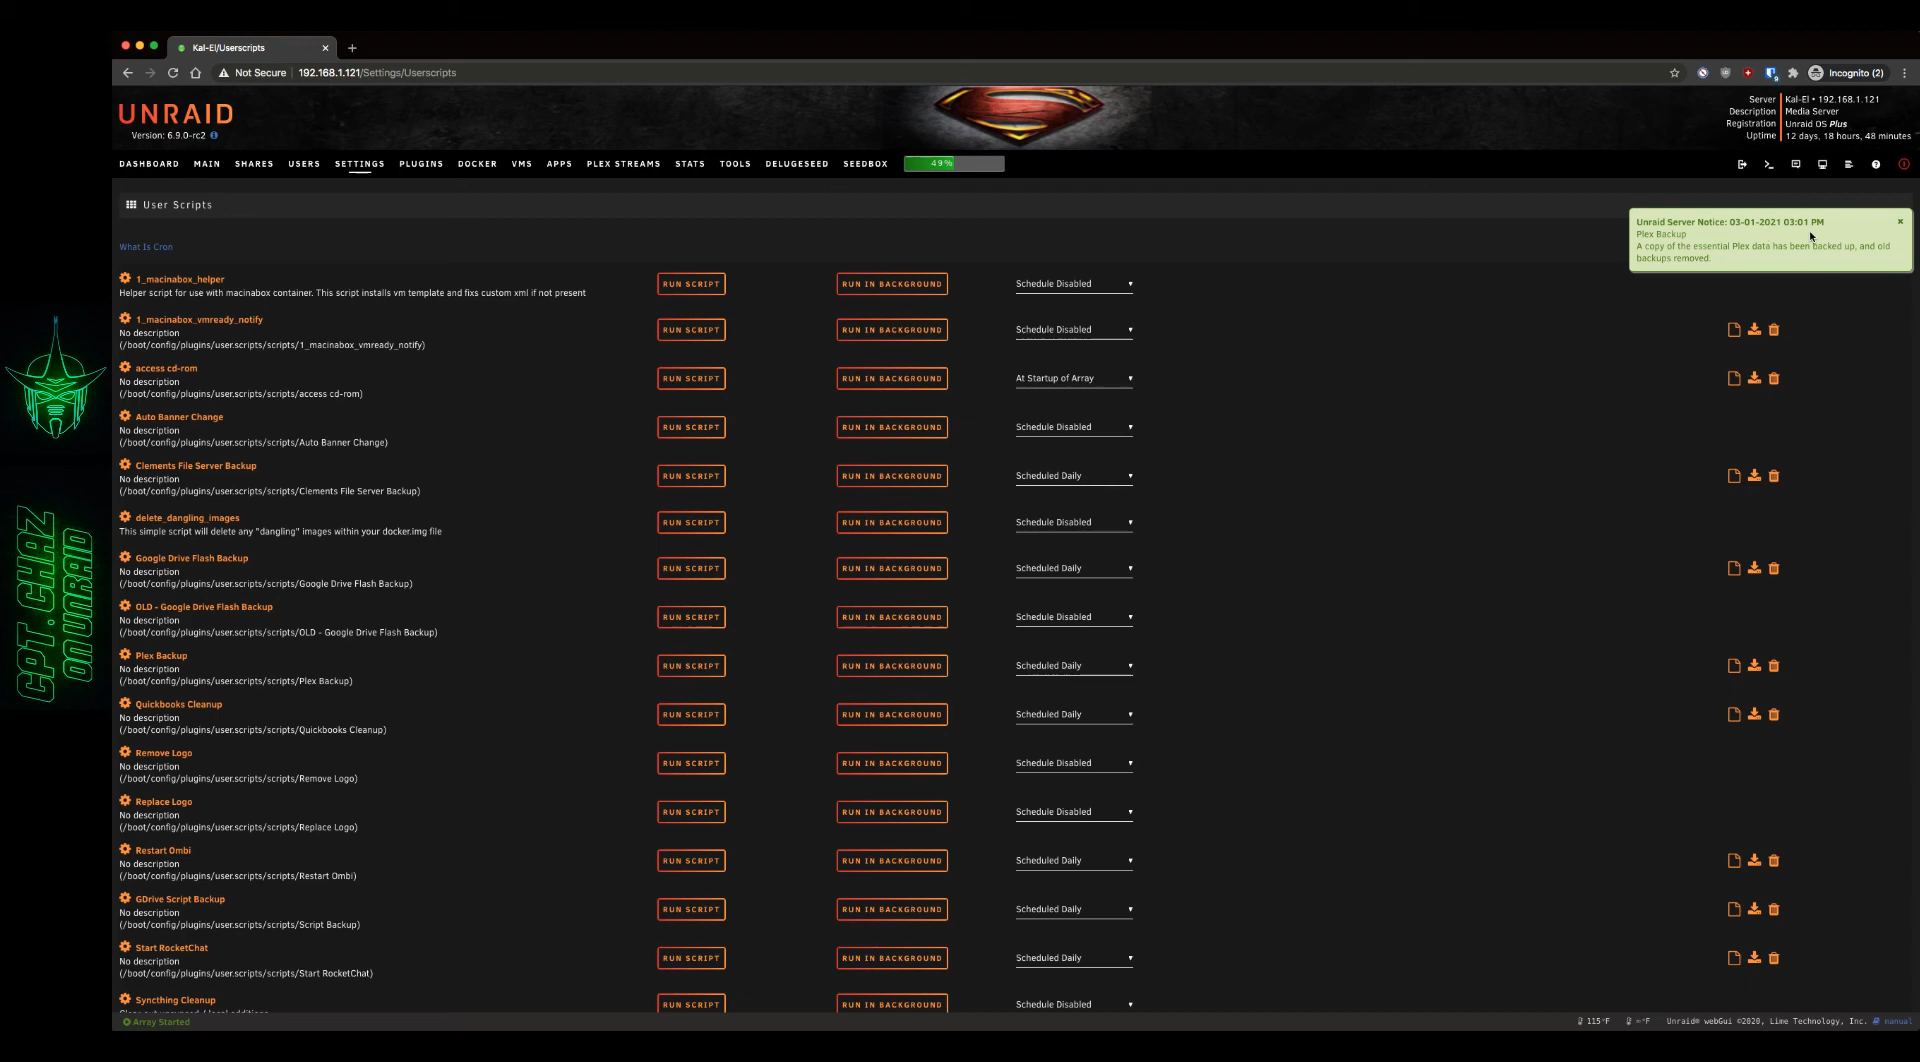 Kal-El/Userscripts
Not Secure | 192.168.1.121/Settings/Userscripts
Incognito (2)
UNRAID
Version: 6.9.0-rc2
Server Kal-El • 192.168.1.121
Description Media Server
Registration Unraid OS Plus
Uptime 12 days, 18 hours, 48 minutes
DASHBOARD MAIN SHARES USERS SETTINGS PLUGINS DOCKER VMS APPS PLEX STREAMS STATS TOOLS DELUGESEED SEEDBOX 49%
User Scripts
Unraid Server Notice: 03-01-2021 03:01 PM
Plex Backup
A copy of the essential Plex data has been backed up, and old
backups removed.
What Is Cron
1_macinabox_helper
Helper script for use with macinabox container. This script installs vm template and fixs custom xml if not present
RUN SCRIPT RUN IN BACKGROUND Schedule Disabled
1_macinabox_vmready_notify
No description
(/boot/config/plugins/user.scripts/scripts/1_macinabox_vmready_notify)
RUN SCRIPT RUN IN BACKGROUND Schedule Disabled
access cd-rom
No description
(/boot/config/plugins/user.scripts/scripts/access cd-rom)
RUN SCRIPT RUN IN BACKGROUND At Startup of Array
Auto Banner Change
No description
(/boot/config/plugins/user.scripts/scripts/Auto Banner Change)
RUN SCRIPT RUN IN BACKGROUND Schedule Disabled
Clements File Server Backup
No description
(/boot/config/plugins/user.scripts/scripts/Clements File Server Backup)
RUN SCRIPT RUN IN BACKGROUND Scheduled Daily
delete_dangling_images
This simple script will delete any "dangling" images within your docker.img file
RUN SCRIPT RUN IN BACKGROUND Schedule Disabled
Google Drive Flash Backup
No description
(/boot/config/plugins/user.scripts/scripts/Google Drive Flash Backup)
RUN SCRIPT RUN IN BACKGROUND Scheduled Daily
OLD - Google Drive Flash Backup
No description
(/boot/config/plugins/user.scripts/scripts/OLD - Google Drive Flash Backup)
RUN SCRIPT RUN IN BACKGROUND Schedule Disabled
Plex Backup
No description
(/boot/config/plugins/user.scripts/scripts/Plex Backup)
RUN SCRIPT RUN IN BACKGROUND Scheduled Daily
Quickbooks Cleanup
No description
(/boot/config/plugins/user.scripts/scripts/Quickbooks Cleanup)
RUN SCRIPT RUN IN BACKGROUND Scheduled Daily
Remove Logo
No description
(/boot/config/plugins/user.scripts/scripts/Remove Logo)
RUN SCRIPT RUN IN BACKGROUND Schedule Disabled
Replace Logo
No description
(/boot/config/plugins/user.scripts/scripts/Replace Logo)
RUN SCRIPT RUN IN BACKGROUND Schedule Disabled
Restart Ombi
No description
(/boot/config/plugins/user.scripts/scripts/Restart Ombi)
RUN SCRIPT RUN IN BACKGROUND Scheduled Daily
GDrive Script Backup
No description
(/boot/config/plugins/user.scripts/scripts/Script Backup)
RUN SCRIPT RUN IN BACKGROUND Scheduled Daily
Start RocketChat
No description
(/boot/config/plugins/user.scripts/scripts/Start RocketChat)
RUN SCRIPT RUN IN BACKGROUND Scheduled Daily
Syncthing Cleanup
RUN SCRIPT RUN IN BACKGROUND Schedule Disabled
Array Started
115°F
Unraid® webGui ©2020, Lime Technology, Inc. manual
CPT. CHAZ
ON UNRAID